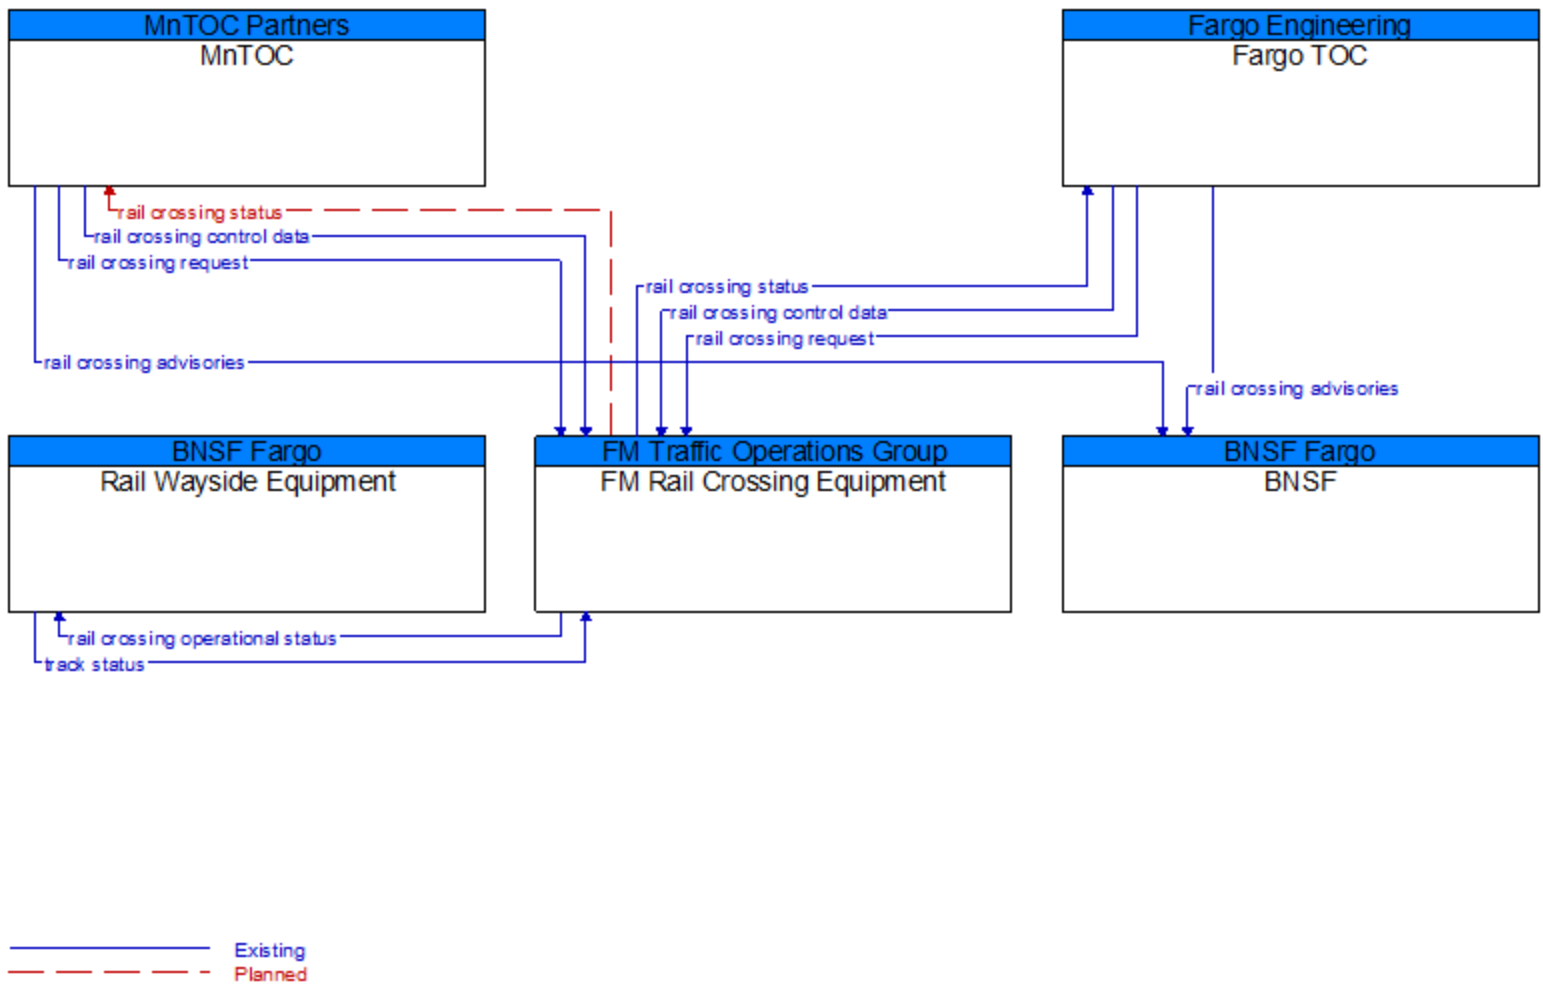 MnTOC Partners
MnTOC
Fargo Engineering
Fargo TOC
rail crossing status
rail crossing control data
rail crossing request
rail crossing status
rail crossing control data
rail crossing request
rail crossing advisories
rail crossing advisories
BNSF Fargo
Rail Wayside Equipment
FM Traffic Operations Group
FM Rail Crossing Equipment
BNSF Fargo
BNSF
rail crossing operational status
track status
Existing
Planned